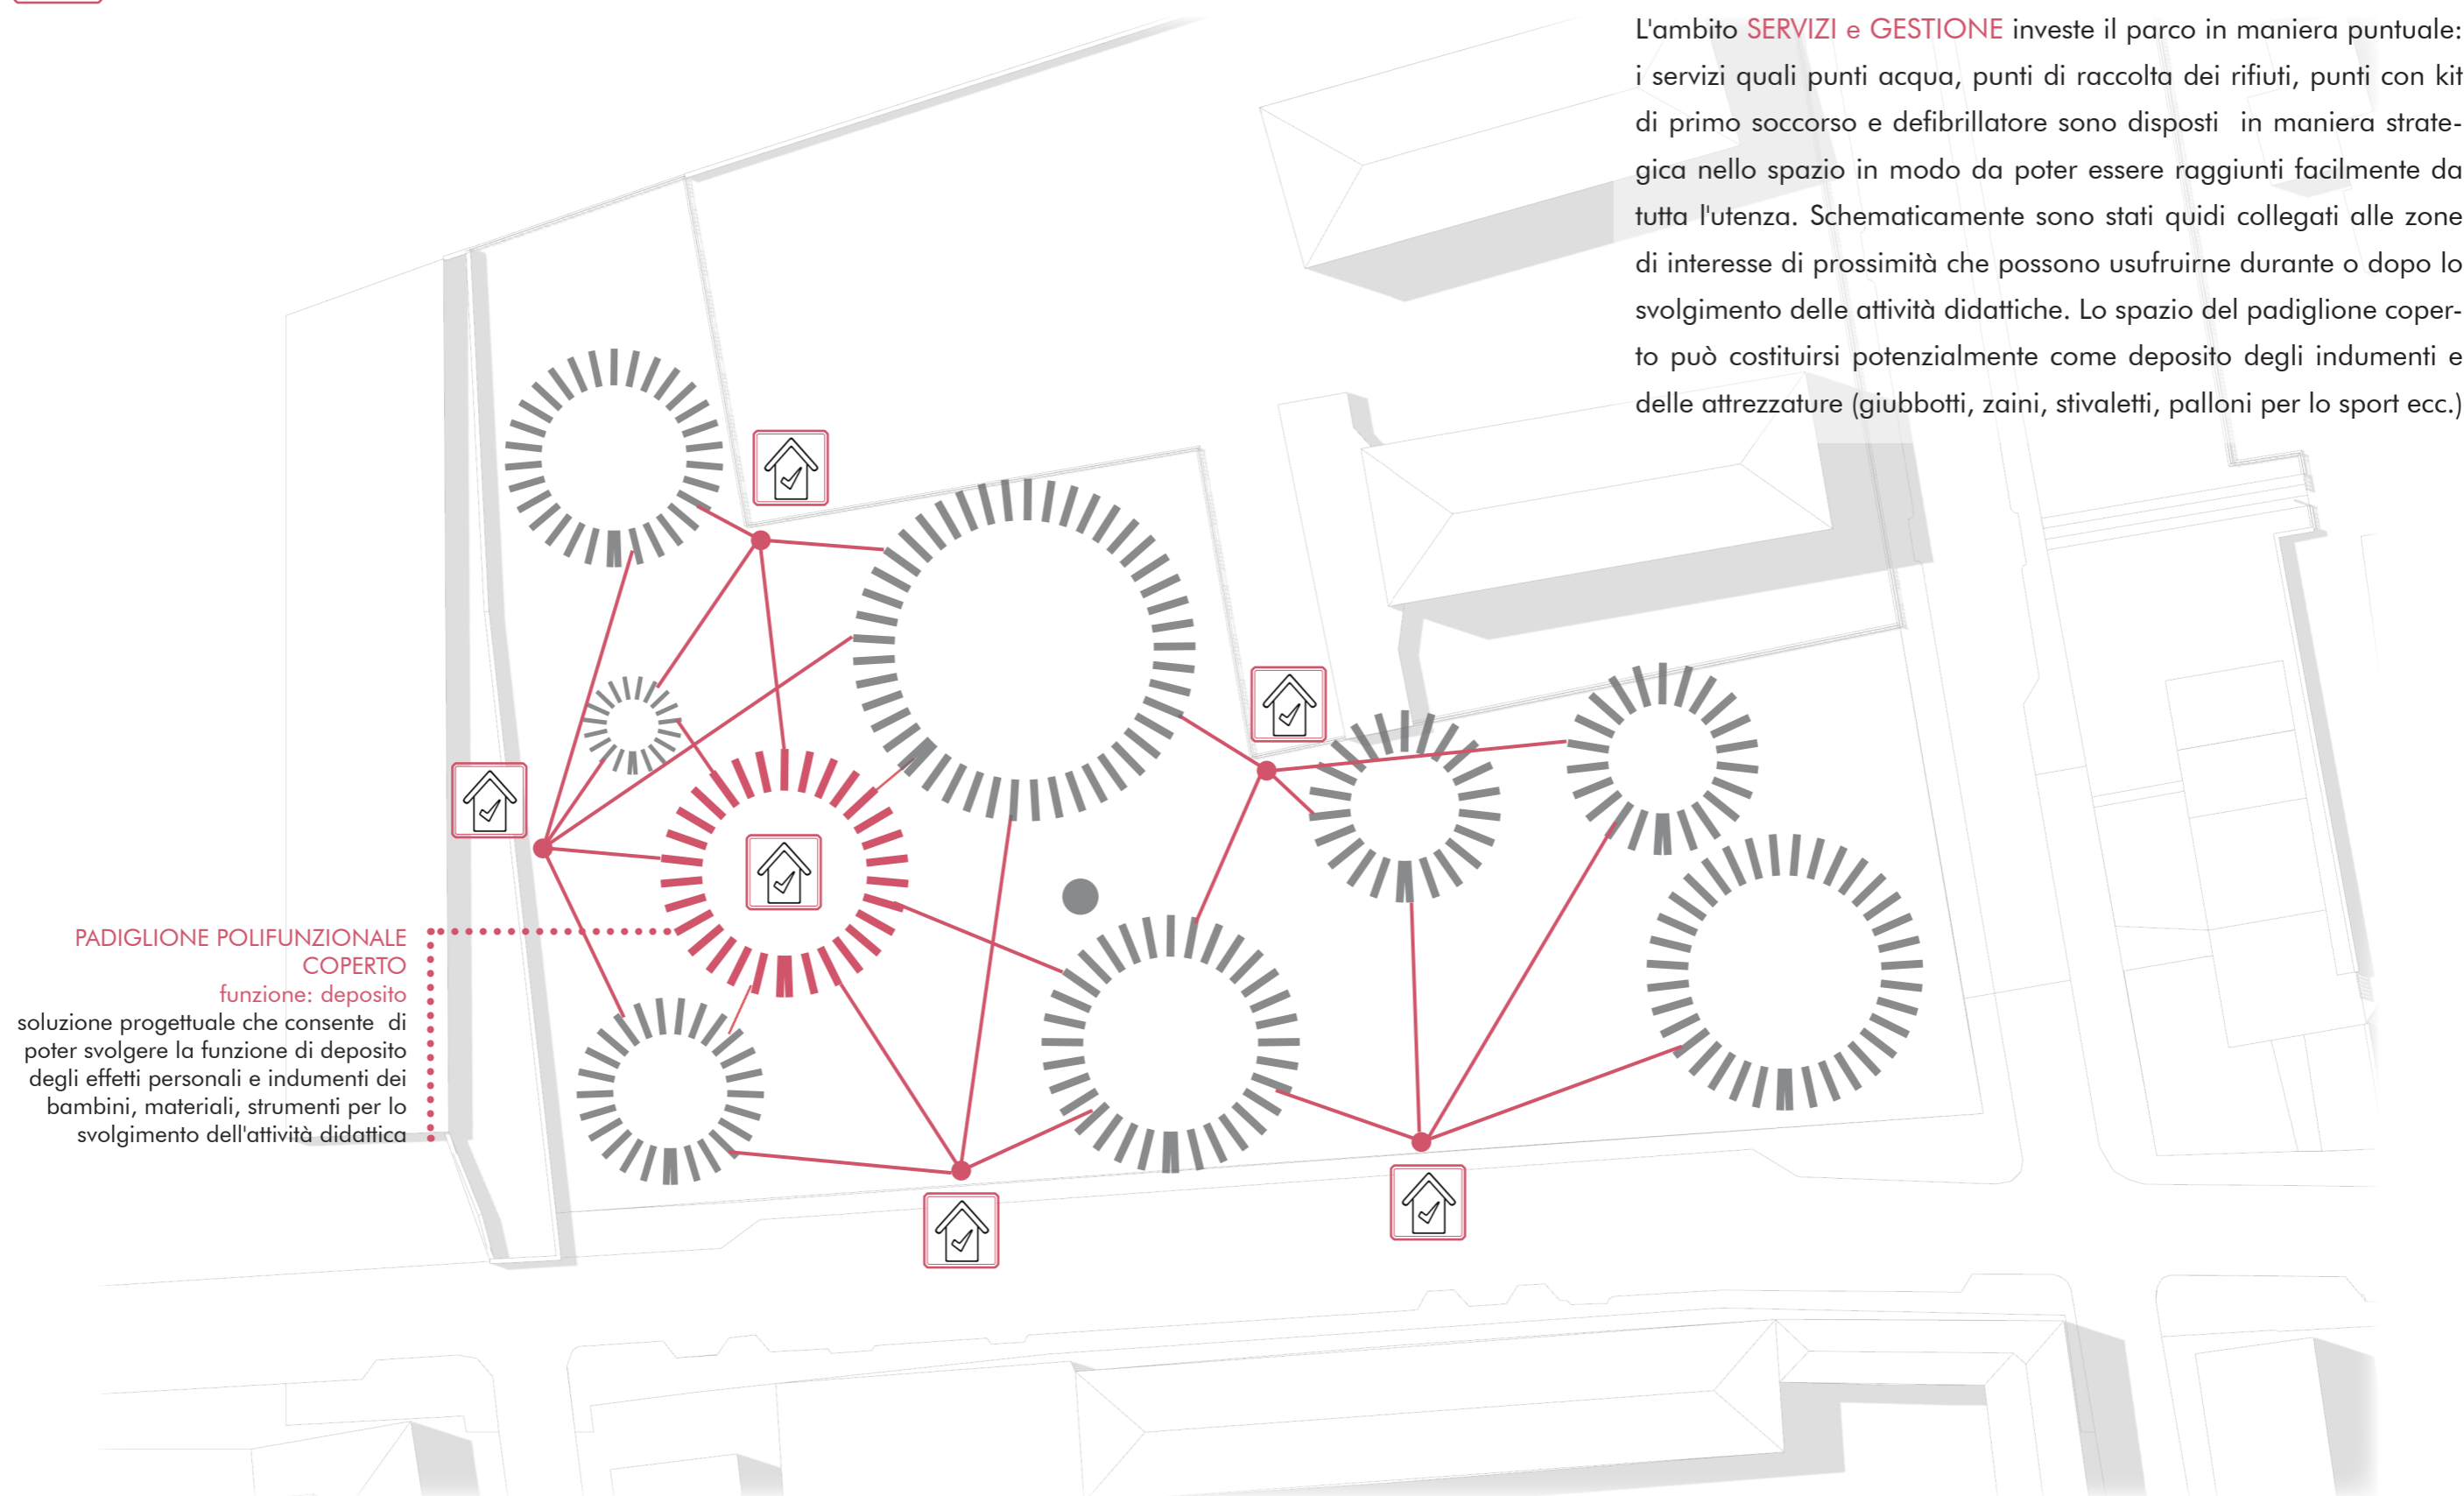 L'ambito SERVIZI e GESTIONE investe il parco in maniera puntuale:
i servizi quali punti acqua, punti di raccolta dei rifiuti, punti con kit
di primo soccorso e defibrillatore sono disposti  in maniera strate-
gica nello spazio in modo da poter essere raggiunti facilmente da
tutta l'utenza. Schematicamente sono stati quidi collegati alle zone
di interesse di prossimità che possono usufruirne durante o dopo lo
svolgimento delle attività didattiche. Lo spazio del padiglione coper-
to può costituirsi potenzialmente come deposito degli indumenti e
delle attrezzature (giubbotti, zaini, stivaletti, palloni per lo sport ecc.)
PADIGLIONE POLIFUNZIONALE
COPERTO
funzione: deposito
soluzione progettuale che consente  di
poter svolgere la funzione di deposito
degli effetti personali e indumenti dei
bambini, materiali, strumenti per lo
svolgimento dell'attività didattica